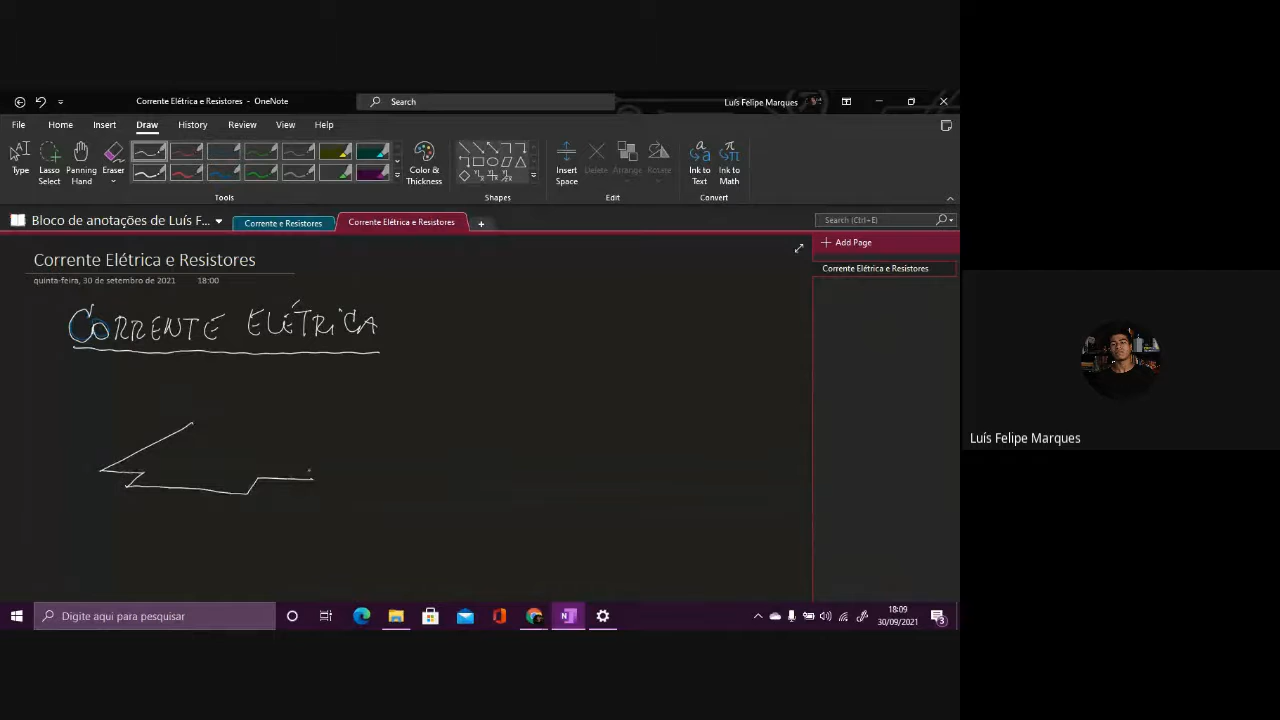 Corrente Elétrica e Resistores - OneNote
Search
Luís Felipe Marques
File Home Insert Draw History Review View Help
Type
Lasso Select
Panning Hand
Eraser
Color & Thickness
Insert Space
Delete
Arrange
Rotate
Ink to Text
Ink to Math
Tools
Shapes
Edit
Convert
Bloco de anotações de Luís F...
Corrente e Resistores
Corrente Elétrica e Resistores
Search (Ctrl+E)
Add Page
Corrente Elétrica e Resistores
Corrente Elétrica e Resistores
quinta-feira, 30 de setembro de 2021 18:00
CORRENTE ELÉTRICA
Luís Felipe Marques
Digite aqui para pesquisar
18:09
30/09/2021
3